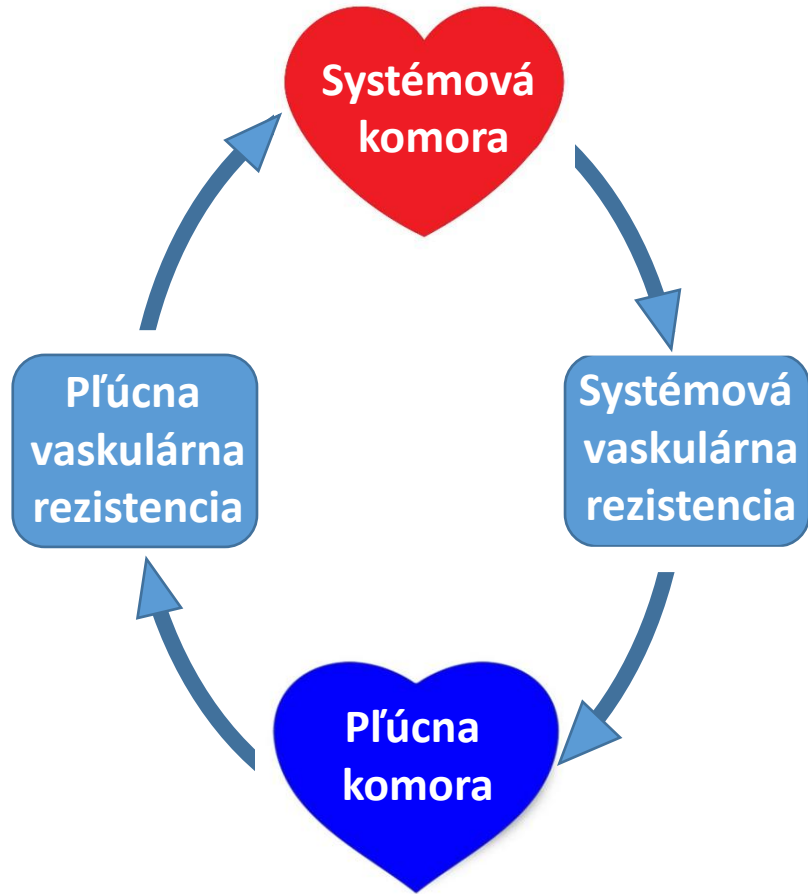 Systémová
komora
Pľúcna
vaskulárna
rezistencia
Systémová
vaskulárna
rezistencia
Pľúcna
komora